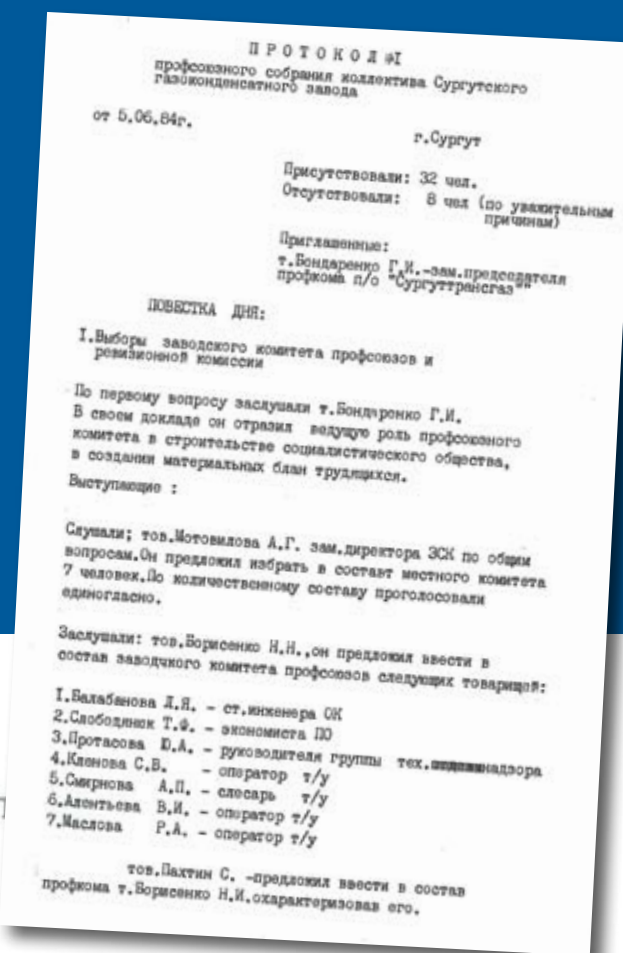 П Р О Т О К О Л №I
профсоюзного собрания коллектива Сургутского
газоконденсатного завода
от 5.06.84г.
г.Сургут
Присутствовали: 32 чел.
Отсутствовали: 8 чел (по уважительным
причинам)
Приглашенные:
т.Бондаренко Г.И.-зам.председателя
профкома п/о "Сургуттрансгаз""
ПОВЕСТКА ДНЯ:
I.Выборы заводского комитета профсоюзов и
ревизионной комиссии
По первому вопросу заслушали т.Бондаренко Г.И.
В своем докладе он отразил ведущую роль профсоюзного
комитета в строительстве социалистического общества,
в создании материальных блан трудящихся.
Выступающие :
Слушали; тов.Мотовилова А.Г. зам.директора ЗСК по общим
вопросам.Он предложил избрать в составт местного комитета
7 человек.По количественному составу проголосовали
единогласно.
Заслушали: тов.Борисенко Н.Н.,он предложил ввести в
состав заводчкого комитета профсоюзов следующих товарищей:
I.Балабанова Л.Я. - ст.инженера ОК
2.Слободянюк Т.Ф. - экономиста ПО
3.Протасова Ю.А. - руководителя группы тех.надзора
4.Кленова С.В. - оператор т/у
5.Смирнова А.П. - слесарь т/у
6.Алентьева В.И. - оператор т/у
7.Маслова Р.А. - оператор т/у
тов.Пахтин С. -предложил ввести в состав
профкома т.Борисенко Н.И.охарактеризовав его.